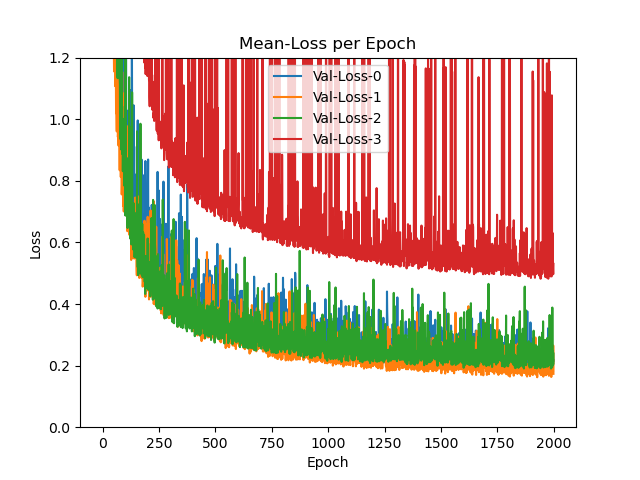 Mean-Loss per Epoch
Val-Loss-0
Val-Loss-1
Val-Loss-2
Val-Loss-3
1.2
1.0
0.8
0.6
0.4
0.2
0.0
Loss
0 250 500 750 1000 1250 1500 1750 2000
Epoch